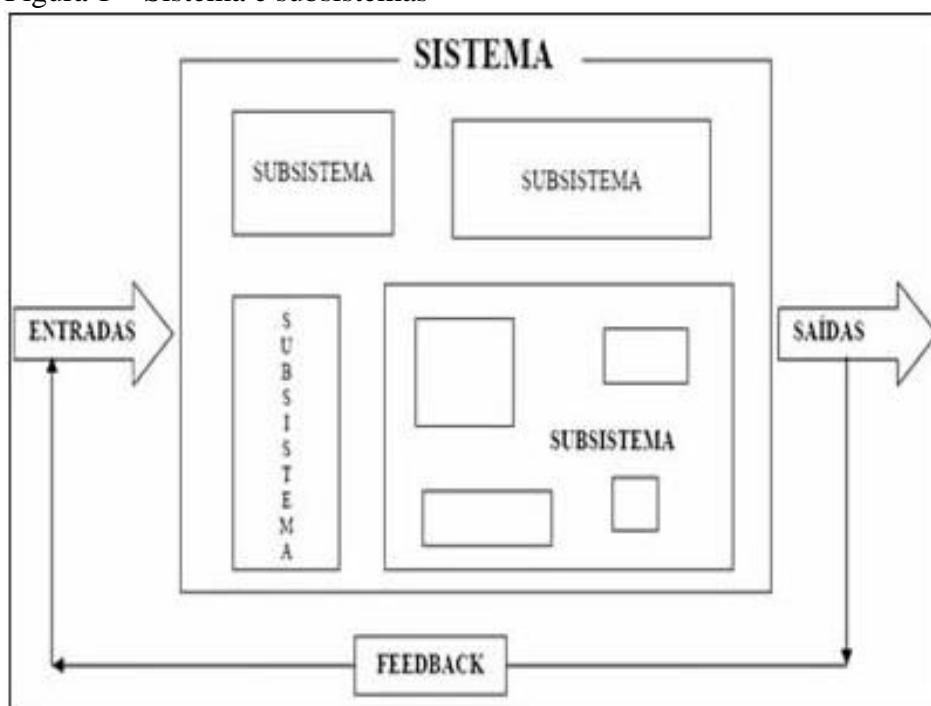 Figura 1 – Sistema e subsistemas
SISTEMA
SUBSISTEMA
SUBSISTEMA
ENTRADAS
SUBSISTEMA
SUBSISTEMA
SAÍDAS
FEEDBACK